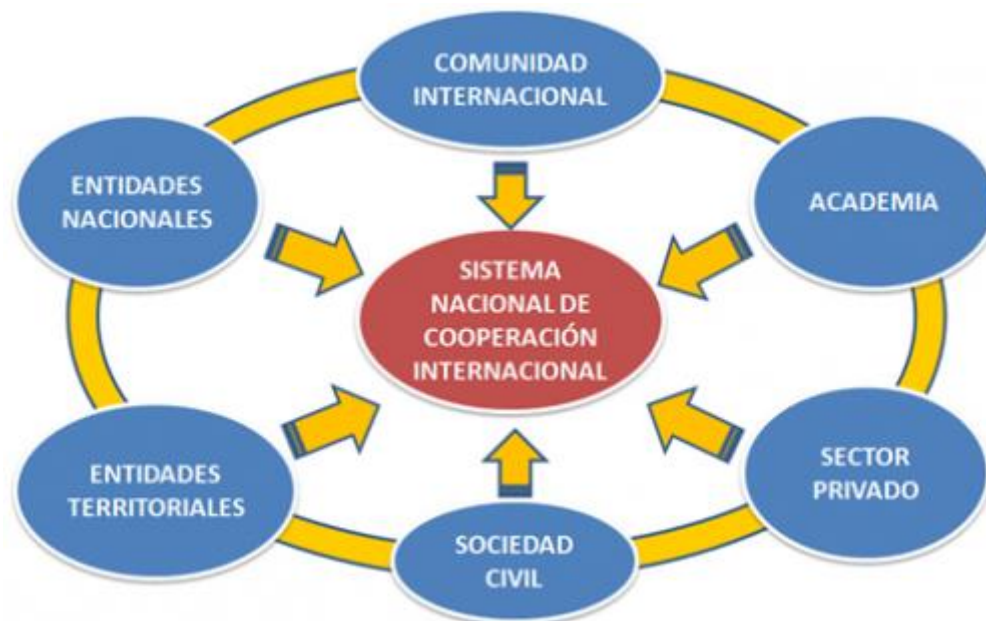 COMUNIDAD
INTERNACIONAL
ENTIDADES
NACIONALES
ACADEMIA
SISTEMA
NACIONAL DE
COOPERACIÓN
INTERNACIONAL
ENTIDADES
TERRITORIALES
SECTOR
PRIVADO
SOCIEDAD
CIVIL